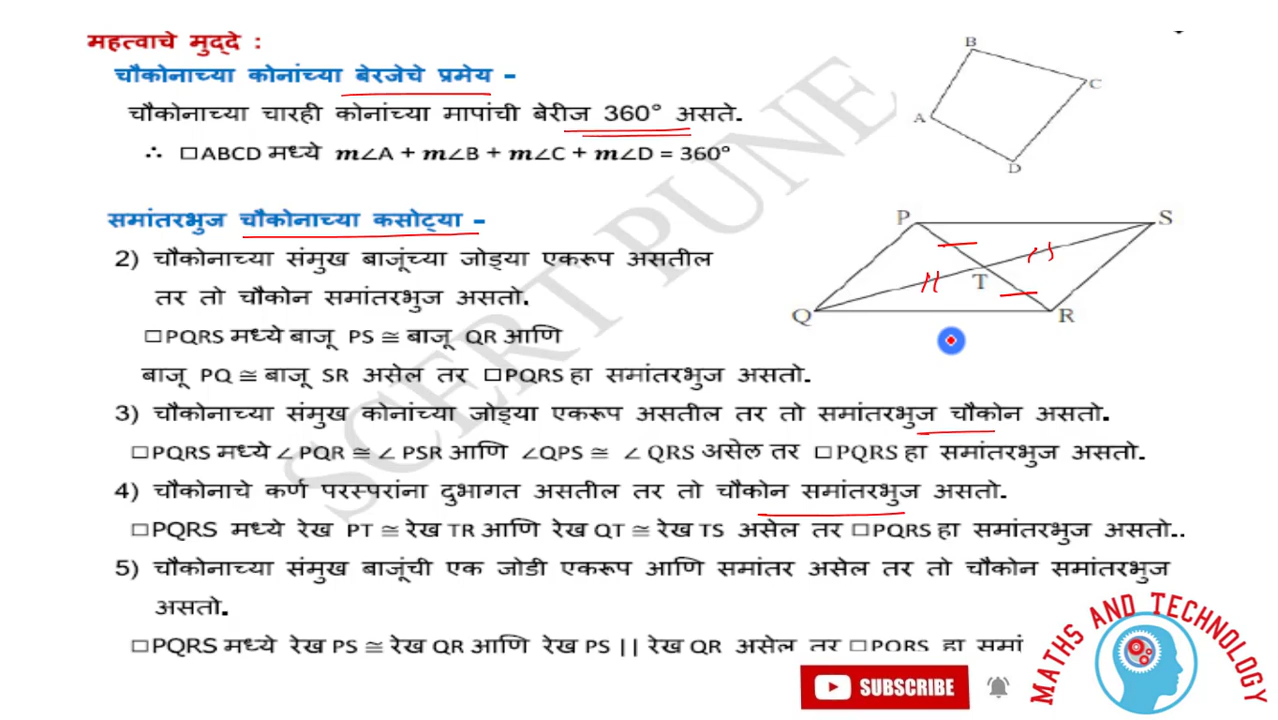 महत्वाचे मुद्दे :
चौकोनाच्या कोनांच्या बेरजेचे प्रमेय -
चौकोनाच्या चारही कोनांच्या मापांची बेरीज 360° असते.
∴ □ABCD मध्ये m∠A + m∠B + m∠C + m∠D = 360°
B
C
A
D
समांतरभुज चौकोनाच्या कसोट्या -
2) चौकोनाच्या संमुख बाजूंच्या जोड्या एकरूप असतील
तर तो चौकोन समांतरभुज असतो.
□PQRS मध्ये बाजू PS ≅ बाजू QR आणि
बाजू PQ ≅ बाजू SR असेल तर □PQRS हा समांतरभुज असतो.
P
S
T
Q
R
3) चौकोनाच्या संमुख कोनांच्या जोड्या एकरूप असतील तर तो समांतरभुज चौकोन असतो.
□PQRS मध्ये ∠ PQR ≅ ∠ PSR आणि ∠QPS ≅ ∠ QRS असेल तर □PQRS हा समांतरभुज असतो.
4) चौकोनाचे कर्ण परस्परांना दुभागत असतील तर तो चौकोन समांतरभुज असतो.
□PQRS मध्ये रेख PT ≅ रेख TR आणि रेख QT ≅ रेख TS असेल तर □PQRS हा समांतरभुज असतो..
5) चौकोनाच्या संमुख बाजूंची एक जोडी एकरूप आणि समांतर असेल तर तो चौकोन समांतरभुज
असतो.
□PQRS मध्ये रेख PS ≅ रेख QR आणि रेख PS || रेख QR असेल तर □PQRS हा समां
SCERT PUNE
SUBSCRIBE
MATHS AND TECHNOLOGY